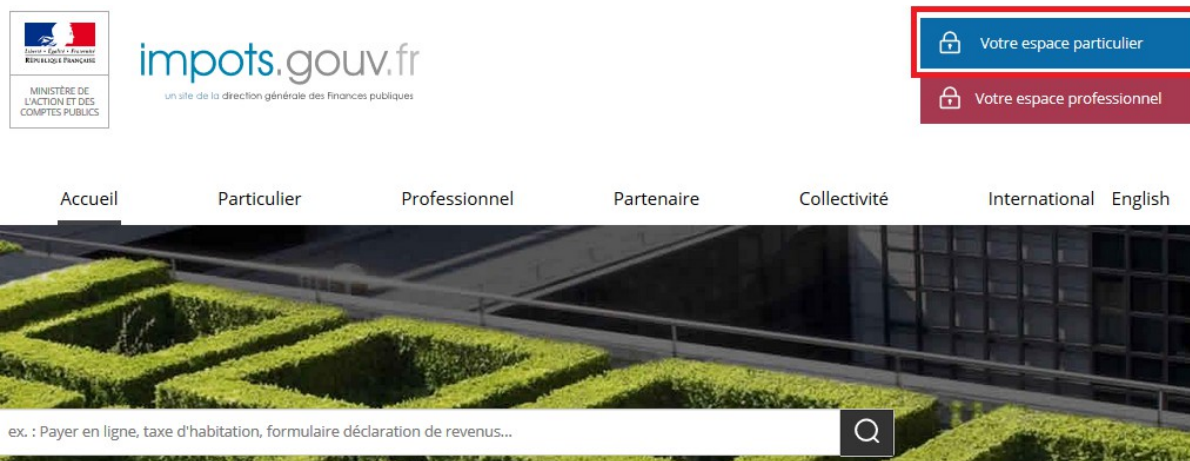 Liberté • Égalité • Fraternité
RÉPUBLIQUE FRANÇAISE
MINISTÈRE DE
L'ACTION ET DES
COMPTES PUBLICS
impots.gouv.fr
un site de la direction générale des Finances publiques
Votre espace particulier
Votre espace professionnel
Accueil Particulier Professionnel Partenaire Collectivité International English
ex. : Payer en ligne, taxe d'habitation, formulaire déclaration de revenus...